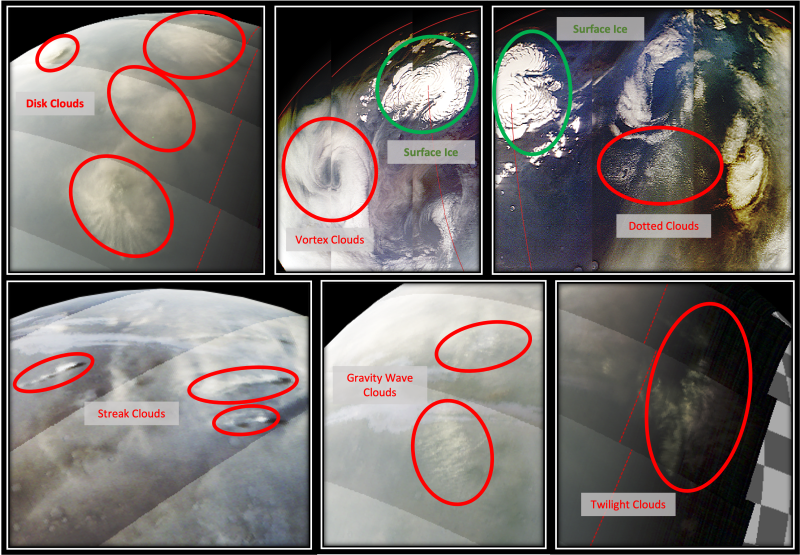 Disk Clouds
Surface Ice
Vortex Clouds
Surface Ice
Dotted Clouds
Streak Clouds
Gravity Wave
Clouds
Twilight Clouds